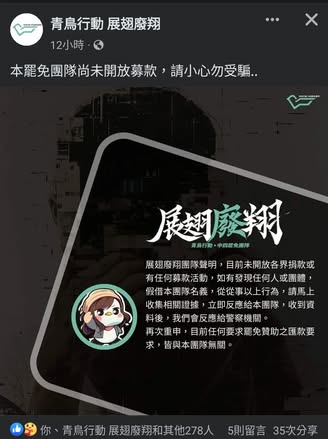 青鳥行動 展翅廢翔
12小時
本罷免團隊尚未開放募款，請小心勿受騙..
展翅廢翔
青鳥行動·中四罷免團隊
展翅廢翔團隊聲明，目前未開放各界捐款或
有任何募款活動，如有發現任何人或團體，
假借本團隊名義，從從事以上行為，請馬上
收集相關證據，立即反應給本團隊，收到資
料後，我們會反應給警察機關。
再次重申，目前任何要求罷免贊助之匯款要
求，皆與本團隊無關。
你、青鳥行動 展翅廢翔和其他278人
5則留言 35次分享